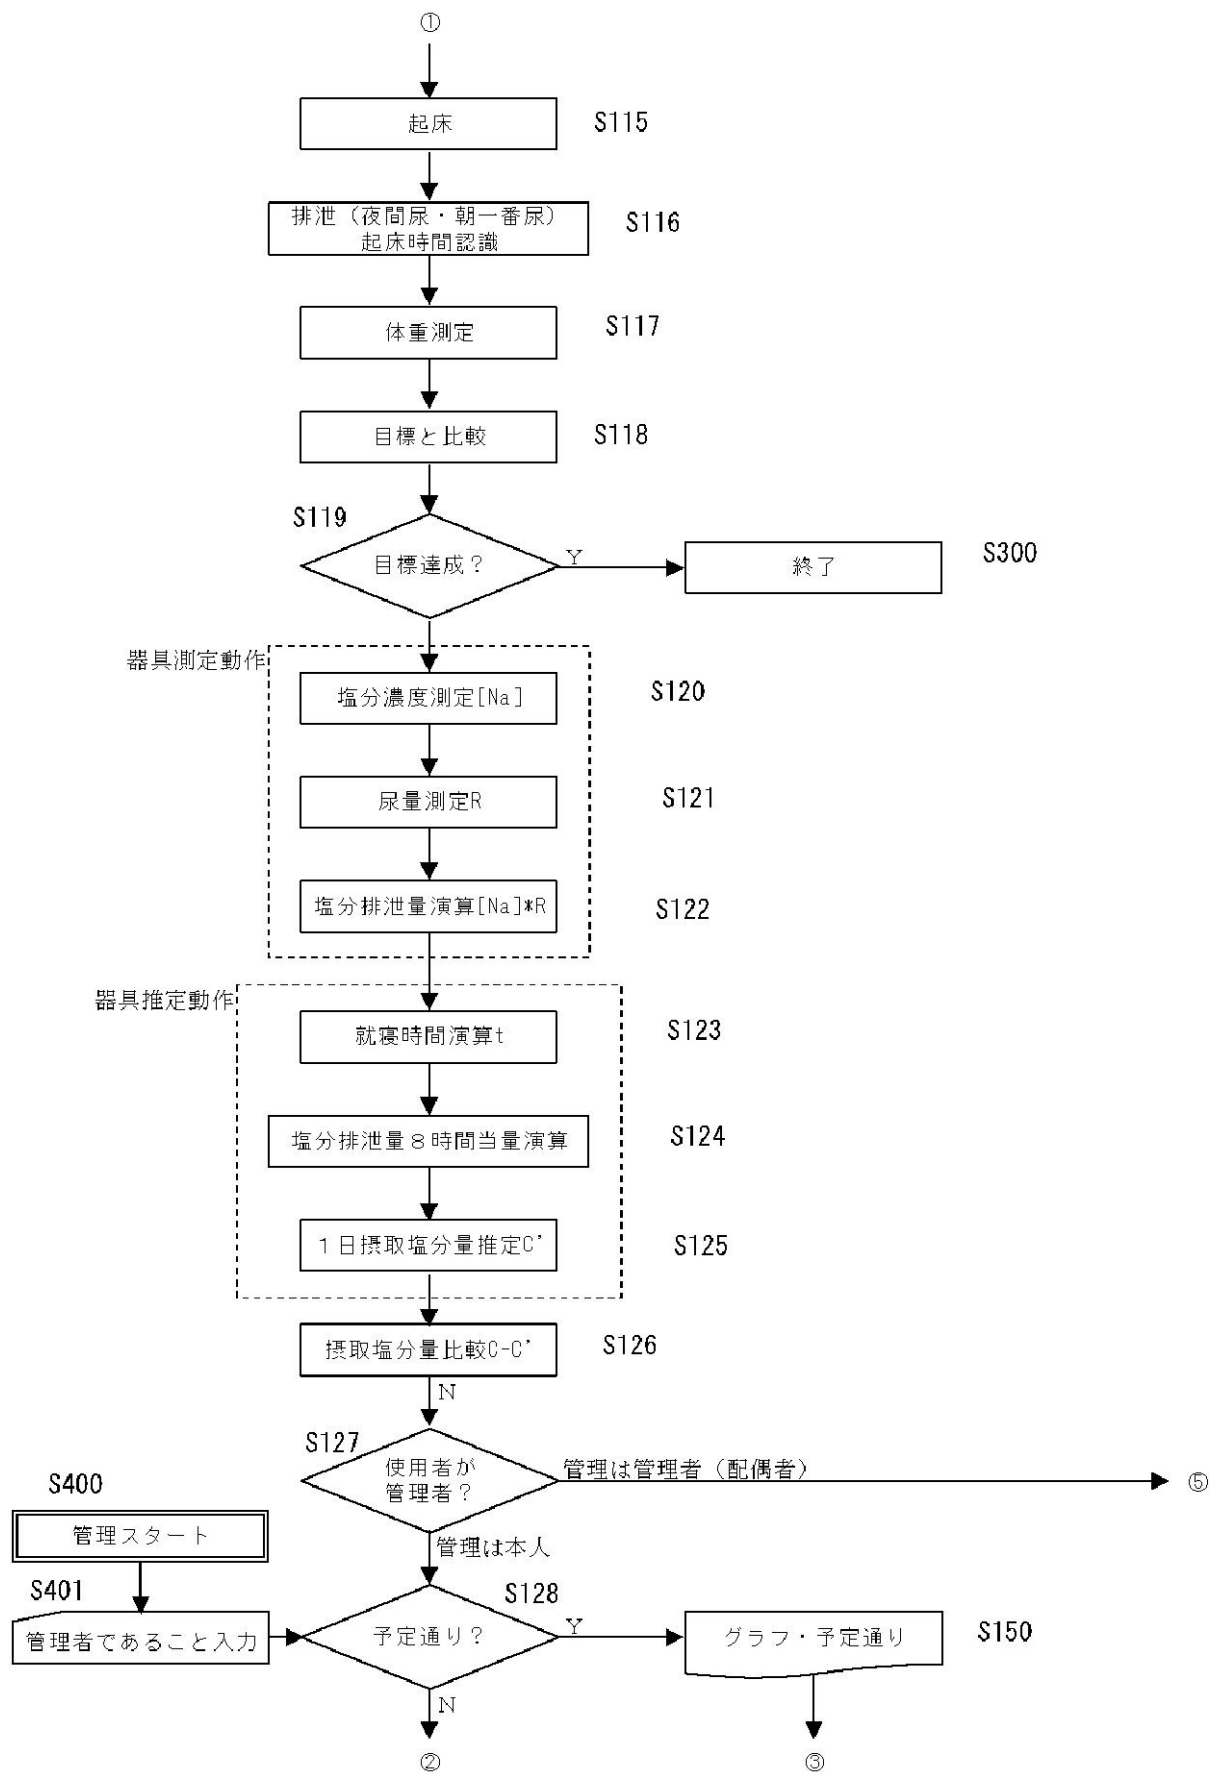 ①
起床
S115
排泄（夜間尿・朝一番尿）
起床時間認識
S116
体重測定
S117
目標と比較
S118
S119
目標達成？
Y
終了
S300
器具測定動作
塩分濃度測定[Na]
S120
尿量測定R
S121
塩分排泄量演算[Na]*R
S122
器具推定動作
就寝時間演算t
S123
塩分排泄量８時間当量演算
S124
１日摂取塩分量推定C'
S125
摂取塩分量比較C-C'
S126
N
S127
使用者が
管理者？
管理は管理者（配偶者）
⑤
S400
管理スタート
管理は本人
S401
管理者であること入力
S128
予定通り？
Y
グラフ・予定通り
S150
N
②
③